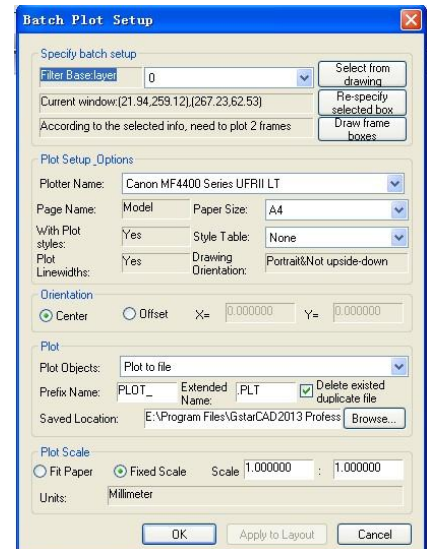 Batch Plot Setup
Specify batch setup
Filter Base:layer 0 Select from drawing
Current window:(21.94,259.12),(267.23,62.53) Re-specify selected box
According to the selected info, need to plot 2 frames Draw frame boxes
Plot Setup_Options
Plotter Name: Canon MF4400 Series UFRII LT
Page Name: Model Paper Size: A4
With Plot styles: Yes Style Table: None
Plot Linewidths: Yes Drawing Orientation: Portrait&Not upside-down
Orientation
Center Offset X= 0.000000 Y= 0.000000
Plot
Plot Objects: Plot to file
Prefix Name: PLOT_ Extended Name: .PLT Delete existed duplicate file
Saved Location: E:\Program Files\GstarCAD2013 Profess Browse...
Plot Scale
Fit Paper Fixed Scale Scale 1.000000 : 1.000000
Units: Millimeter
OK Apply to Layout Cancel